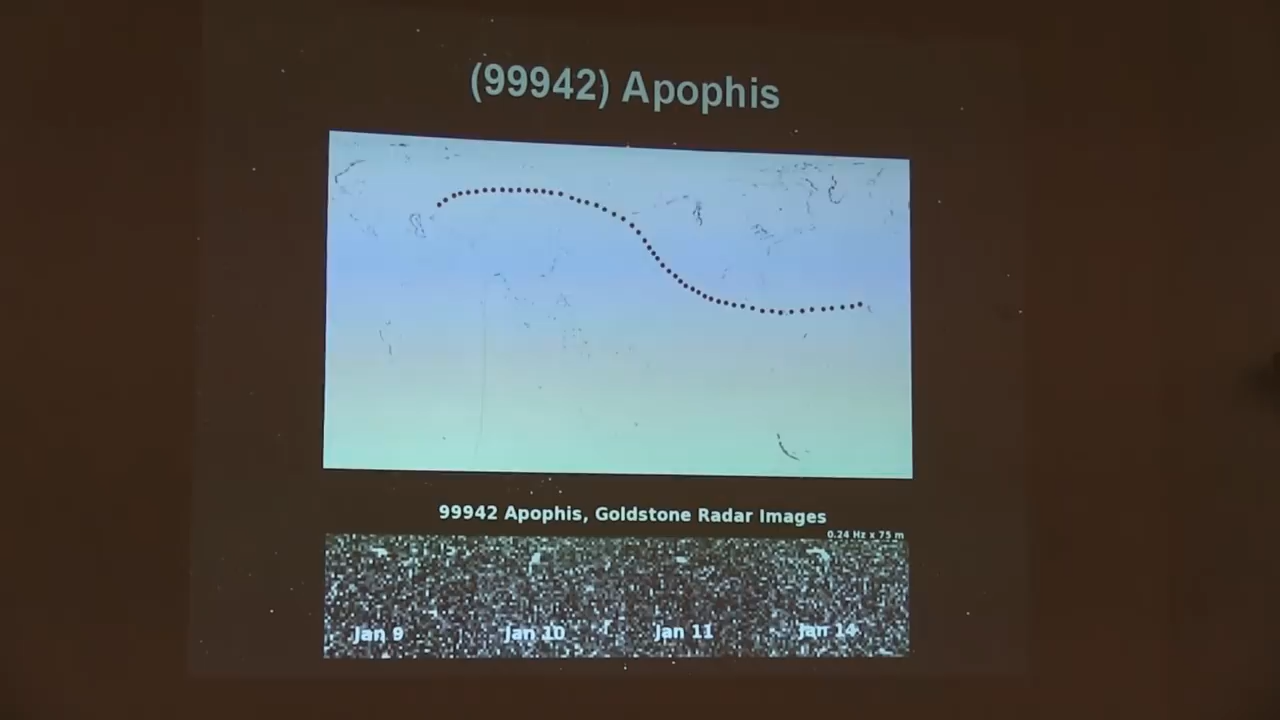 (99942) Apophis
99942 Apophis, Goldstone Radar Images
0.24 Hz x 75 m
Jan 9
Jan 10
Jan 11
Jan 14